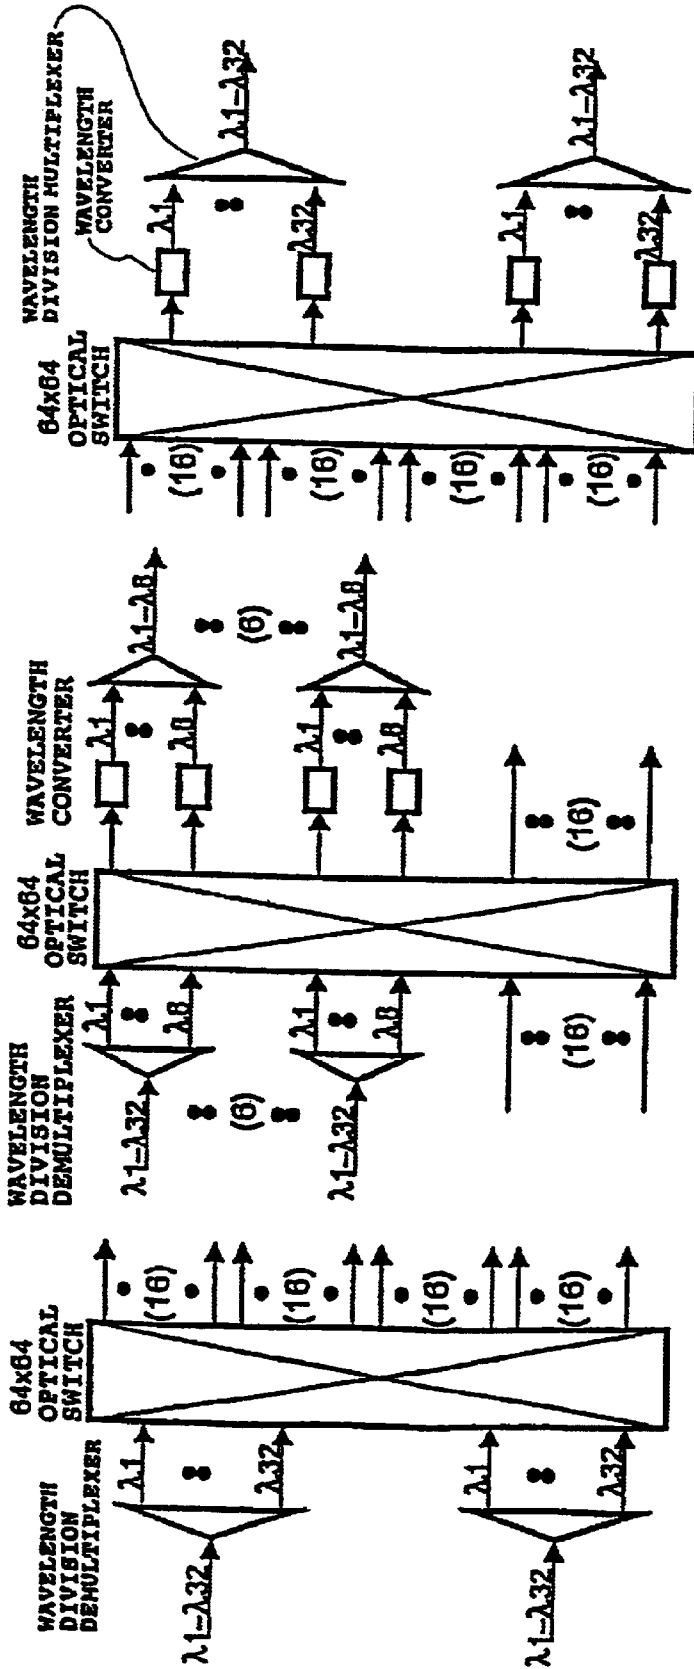 WAVELENGTH
DIVISION
DEMULTIPLEXER
64x64
OPTICAL
SWITCH
λ1–λ32
λ1
λ32
λ1–λ32
λ1
λ32
(16)
(16)
(16)
(16)
WAVELENGTH
DIVISION
DEMULTIPLEXER
64x64
OPTICAL
SWITCH
WAVELENGTH
CONVERTER
λ1–λ32
λ1
λ8
(6)
λ1–λ32
λ1
λ8
(16)
λ1
λ8
λ1–λ8
(6)
λ1
λ8
λ1–λ8
(16)
64x64
OPTICAL
SWITCH
WAVELENGTH
DIVISION MULTIPLEXER
WAVELENGTH
CONVERTER
(16)
(16)
(16)
(16)
λ1
λ32
λ1–λ32
λ1
λ32
λ1–λ32